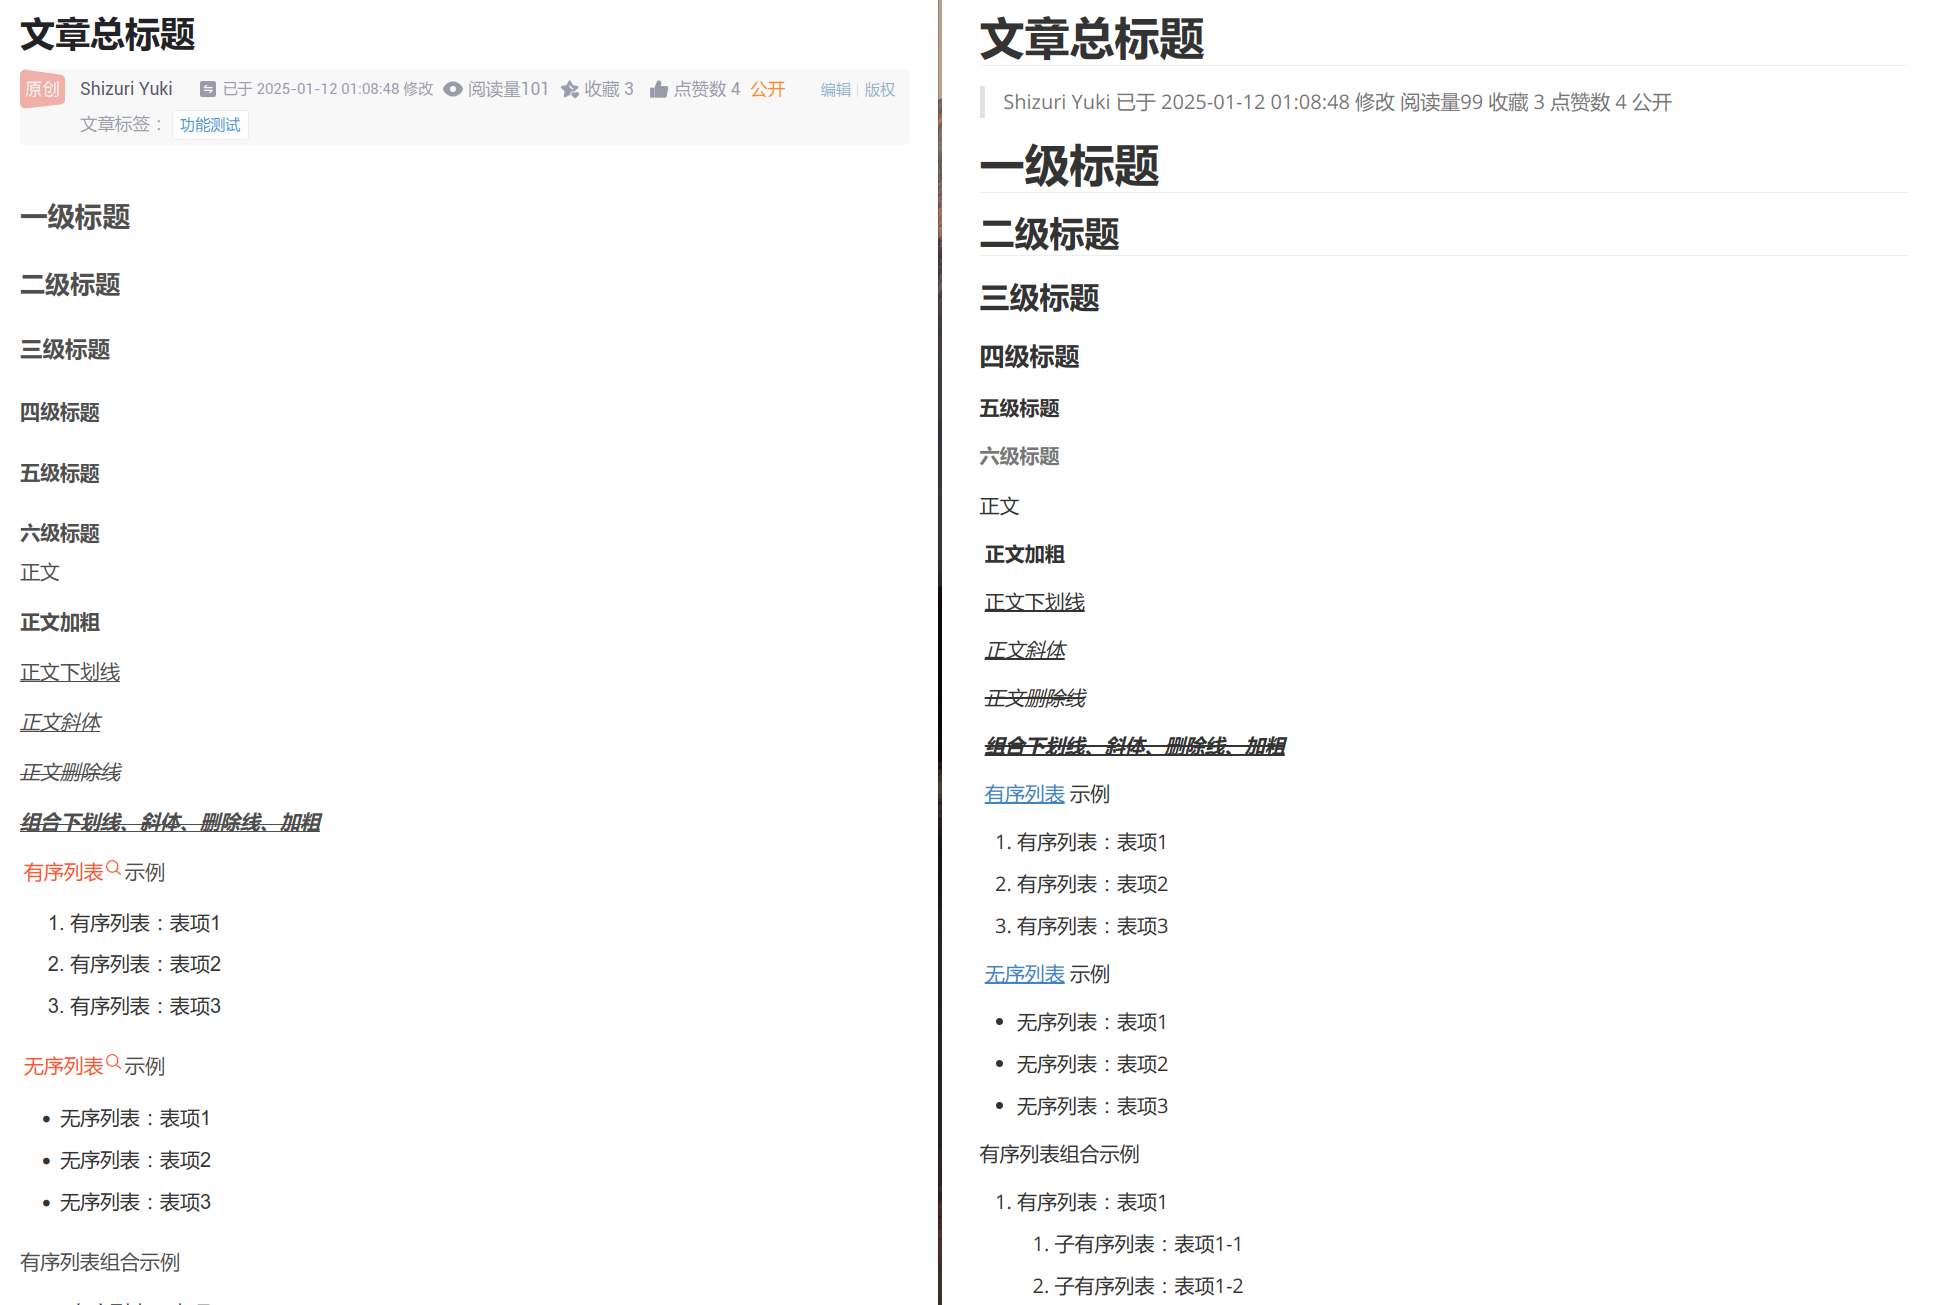 文章总标题
原创 Shizuri Yuki 已于 2025-01-12 01:08:48 修改 阅读量101 收藏 3 点赞数 4 公开 编辑 版权
文章标签： 功能测试
一级标题
二级标题
三级标题
四级标题
五级标题
六级标题
正文
正文加粗
正文下划线
正文斜体
正文删除线
组合下划线、斜体、删除线、加粗
有序列表 示例
1. 有序列表：表项1
2. 有序列表：表项2
3. 有序列表：表项3
无序列表 示例
• 无序列表：表项1
• 无序列表：表项2
• 无序列表：表项3
有序列表组合示例
文章总标题
Shizuri Yuki 已于 2025-01-12 01:08:48 修改 阅读量99 收藏 3 点赞数 4 公开
一级标题
二级标题
三级标题
四级标题
五级标题
六级标题
正文
正文加粗
正文下划线
正文斜体
正文删除线
组合下划线、斜体、删除线、加粗
有序列表 示例
1. 有序列表：表项1
2. 有序列表：表项2
3. 有序列表：表项3
无序列表 示例
• 无序列表：表项1
• 无序列表：表项2
• 无序列表：表项3
有序列表组合示例
1. 有序列表：表项1
1. 子有序列表：表项1-1
2. 子有序列表：表项1-2